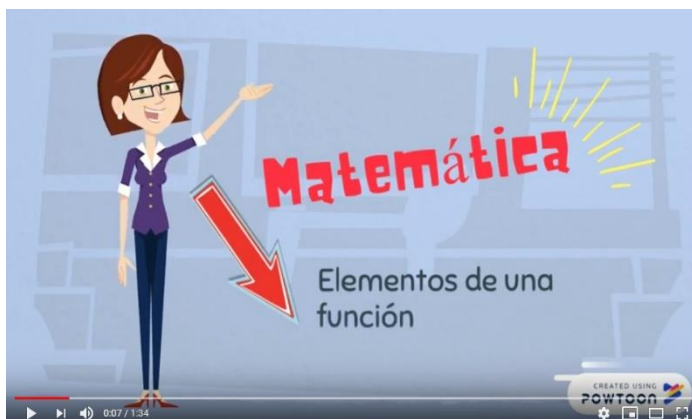 Matemática
Elementos de una
función
CREATED USING
POWTOON
0:07 / 1:34